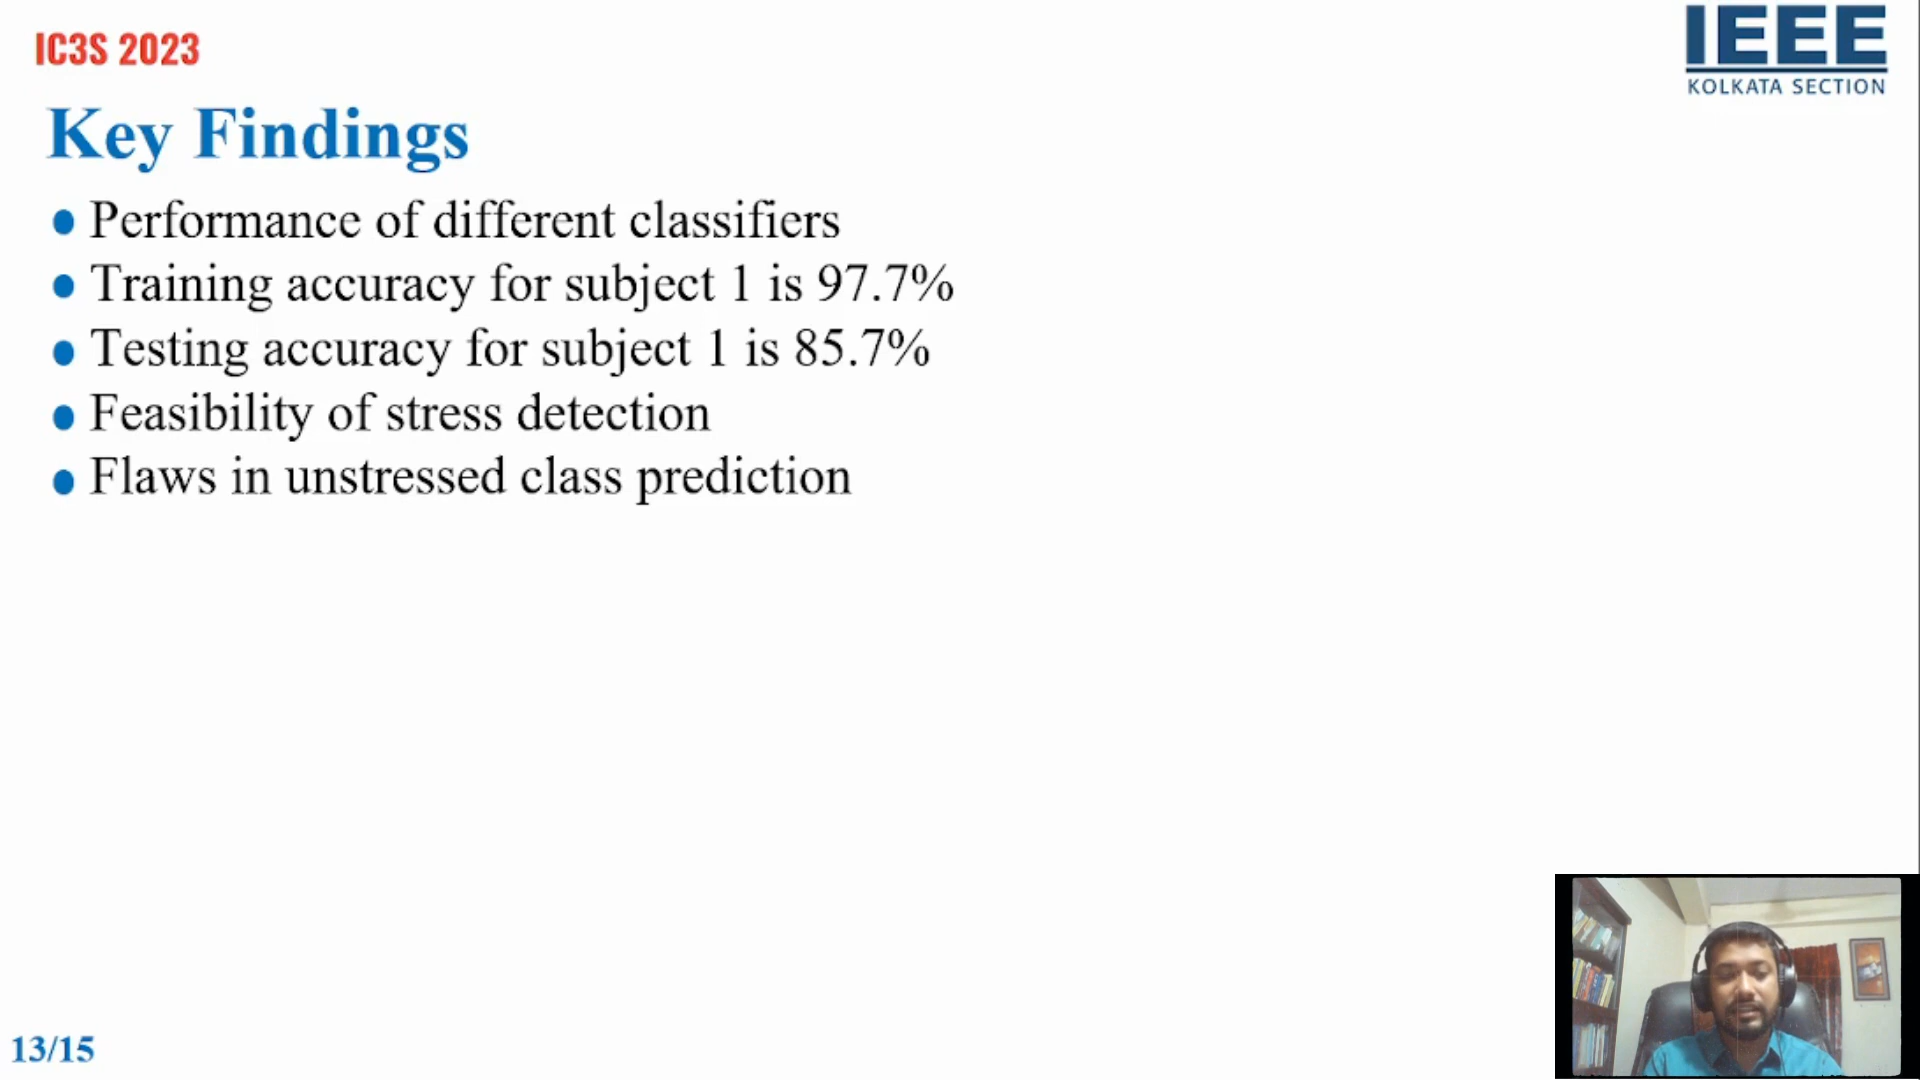 IC3S 2023
IEEE
KOLKATA SECTION
Key Findings
● Performance of different classifiers
● Training accuracy for subject 1 is 97.7%
● Testing accuracy for subject 1 is 85.7%
● Feasibility of stress detection
● Flaws in unstressed class prediction
13/15